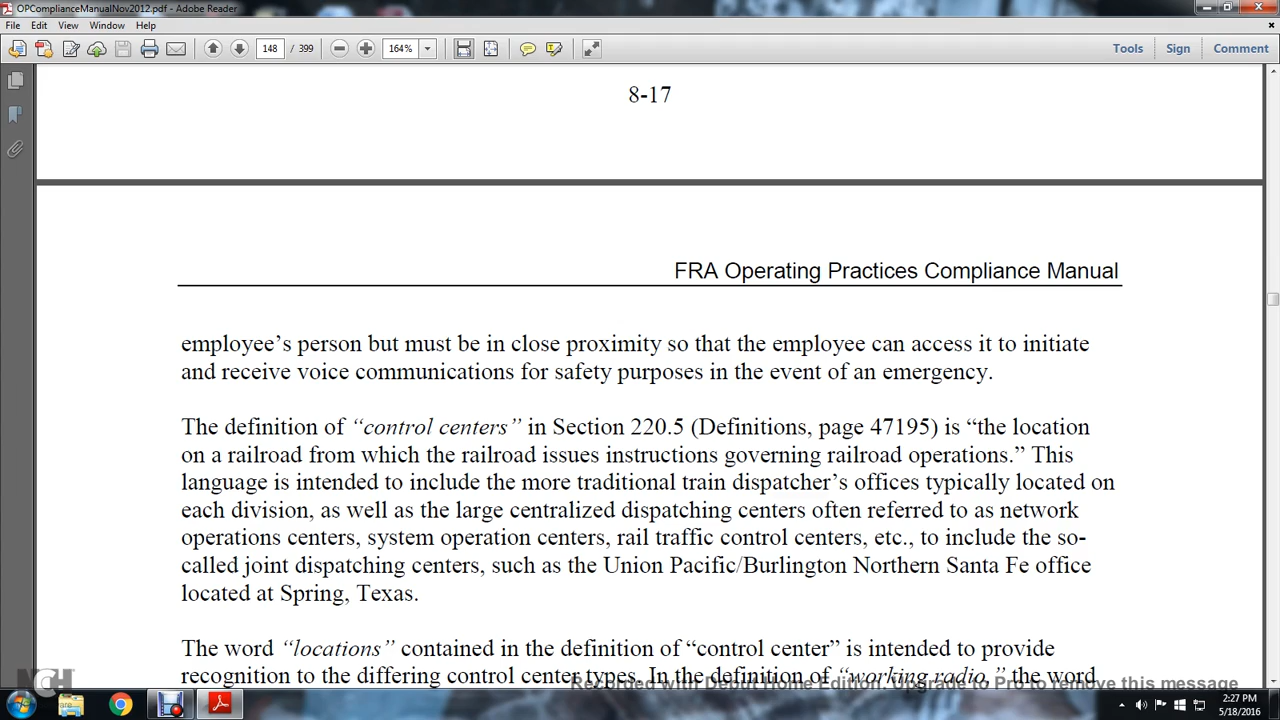 OPComplianceManualNov2012.pdf - Adobe Reader
File Edit View Window Help
148 / 399 164% Tools Sign Comment
8-17
FRA Operating Practices Compliance Manual
employee's person but must be in close proximity so that the employee can access it to initiate
and receive voice communications for safety purposes in the event of an emergency.
The definition of “control centers” in Section 220.5 (Definitions, page 47195) is “the location
on a railroad from which the railroad issues instructions governing railroad operations.” This
language is intended to include the more traditional train dispatcher's offices typically located on
each division, as well as the large centralized dispatching centers often referred to as network
operations centers, system operation centers, rail traffic control centers, etc., to include the so-
called joint dispatching centers, such as the Union Pacific/Burlington Northern Santa Fe office
located at Spring, Texas.
The word “locations” contained in the definition of “control center” is intended to provide
recognition to the differing control center types. In the definition of “working radio,” the word
NCH
ware
2:27 PM
5/18/2016